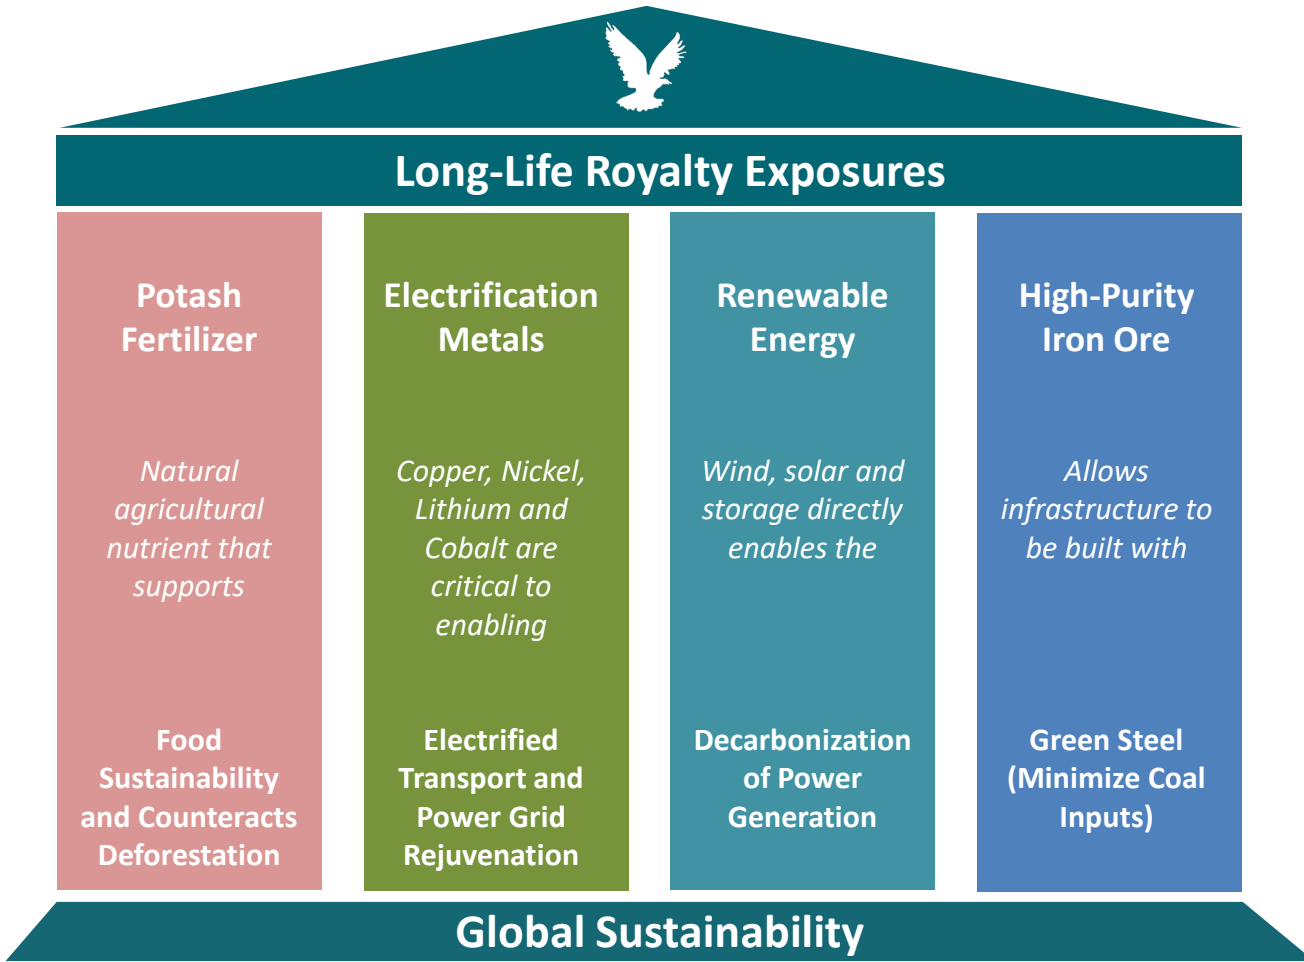 Long-Life Royalty Exposures
Potash
Fertilizer
Natural
agricultural
nutrient that
supports
Food
Sustainability
and Counteracts
Deforestation
Electrification
Metals
Copper, Nickel,
Lithium and
Cobalt are
critical to
enabling
Electrified
Transport and
Power Grid
Rejuvenation
Renewable
Energy
Wind, solar and
storage directly
enables the
Decarbonization
of Power
Generation
High-Purity
Iron Ore
Allows
infrastructure to
be built with
Green Steel
(Minimize Coal
Inputs)
Global Sustainability